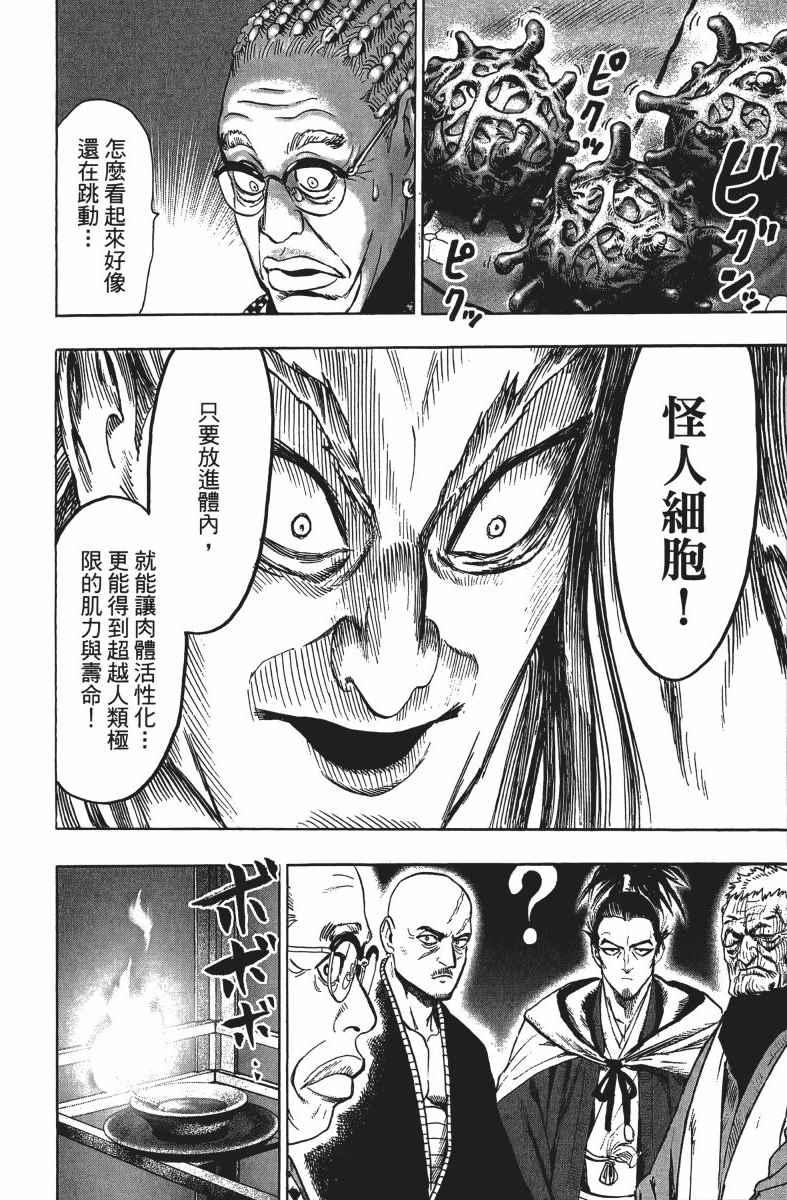 ピクッ
ピグンッ
ピクッ
怎麼看起來好像
還在跳動…
怪人細胞！
只要放進體內，
就能讓肉體活性化…
更能得到超越人類極
限的肌力與壽命！
？
ボボボ…